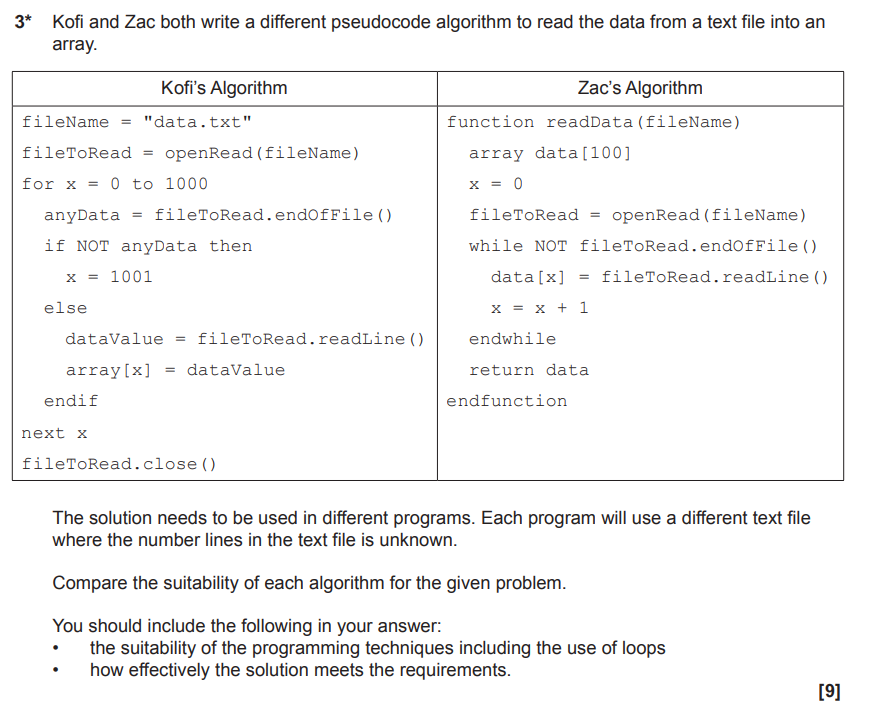 3* Kofi and Zac both write a different pseudocode algorithm to read the data from a text file into an
array.
Kofi's Algorithm
fileName = "data.txt"
fileToRead = openRead(fileName)
for x = 0 to 1000
anyData = fileToRead.endOfFile()
if NOT anyData then
x = 1001
else
dataValue = fileToRead.readLine()
array[x] = dataValue
endif
next x
fileToRead.close()
Zac's Algorithm
function readData(fileName)
array data[100]
x = 0
fileToRead = openRead(fileName)
while NOT fileToRead.endOfFile()
data[x] = fileToRead.readLine()
x = x + 1
endwhile
return data
endfunction
The solution needs to be used in different programs. Each program will use a different text file
where the number lines in the text file is unknown.
Compare the suitability of each algorithm for the given problem.
You should include the following in your answer:
• the suitability of the programming techniques including the use of loops
• how effectively the solution meets the requirements.
[9]